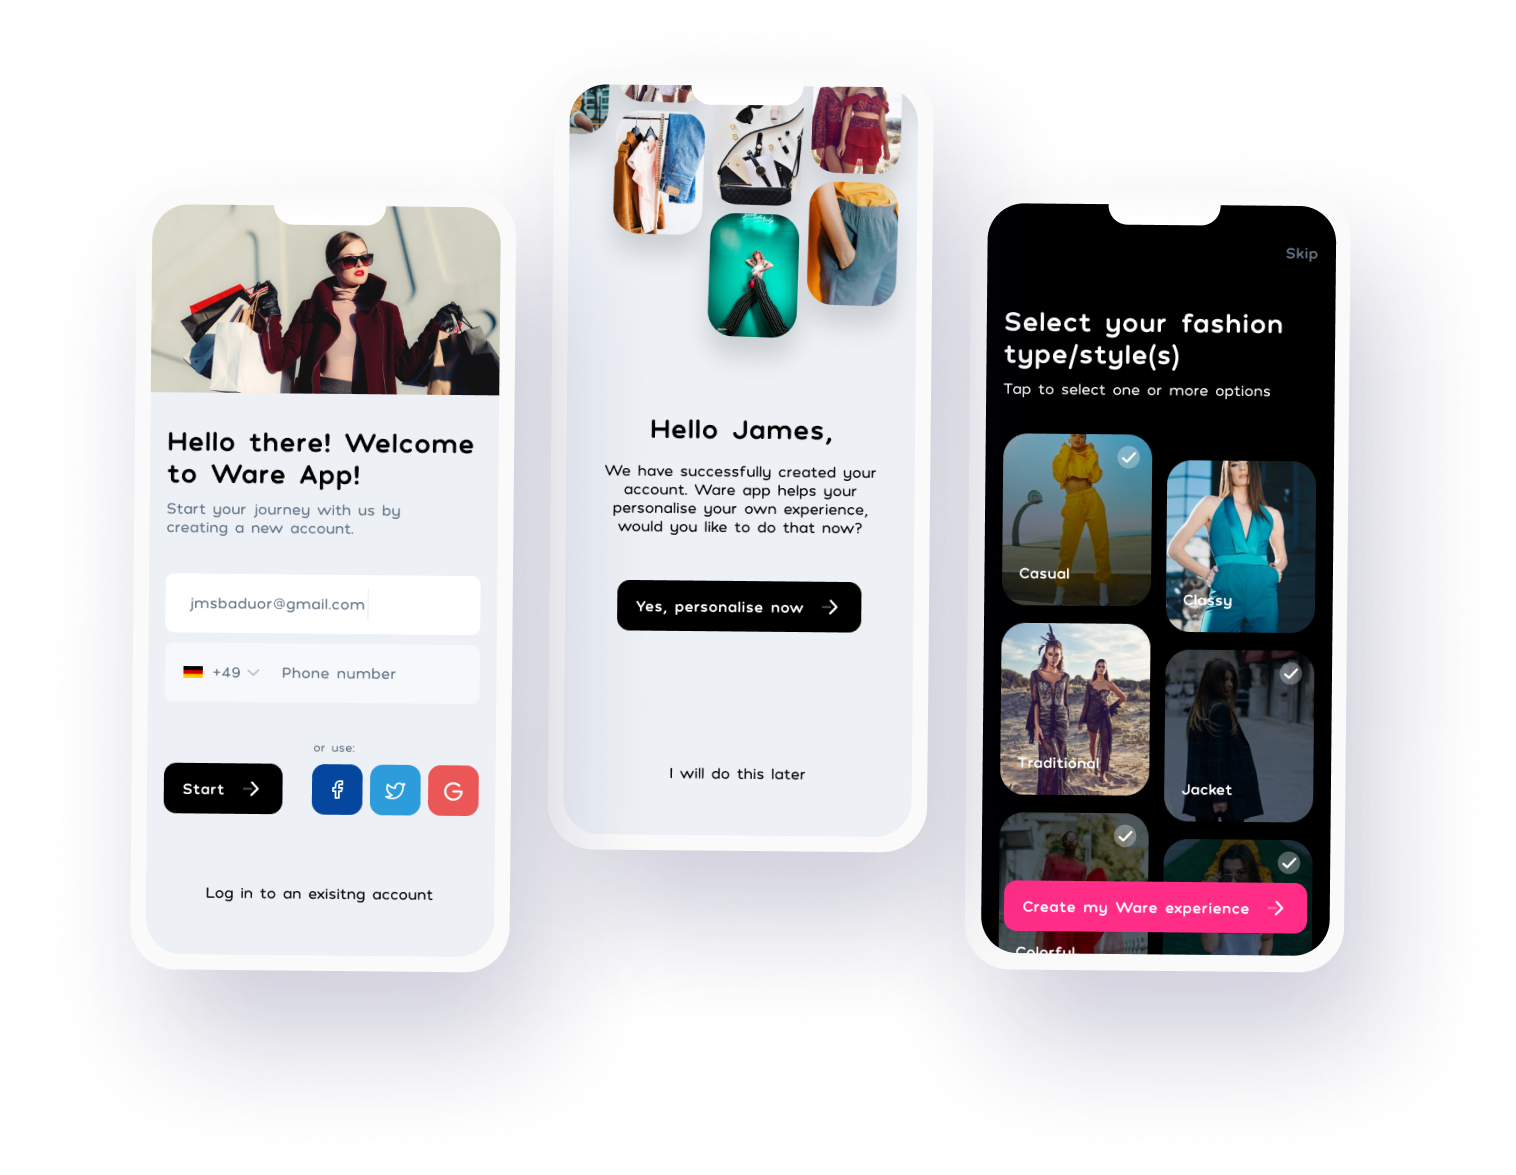 Hello there! Welcome
to Ware App!
Start your journey with us by
creating a new account.
jmsbaduor@gmail.com
+49 Phone number
or use:
Start
Log in to an exisitng account
Hello James,
We have successfully created your
account. Ware app helps your
personalise your own experience,
would you like to do that now?
Yes, personalise now
I will do this later
Skip
Select your fashion
type/style(s)
Tap to select one or more options
Casual
Classy
Traditional
Jacket
Create my Ware experience
Colorful